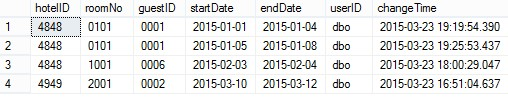 hotelID roomNo guestID startDate endDate userID changeTime
1 4848 0101 0001 2015-01-01 2015-01-04 dbo 2015-03-23 19:19:54.390
2 4848 0101 0001 2015-01-05 2015-01-08 dbo 2015-03-23 19:25:53.437
3 4848 1001 0006 2015-02-03 2015-02-04 dbo 2015-03-23 18:00:29.047
4 4949 2001 0002 2015-03-10 2015-03-12 dbo 2015-03-23 16:51:04.637